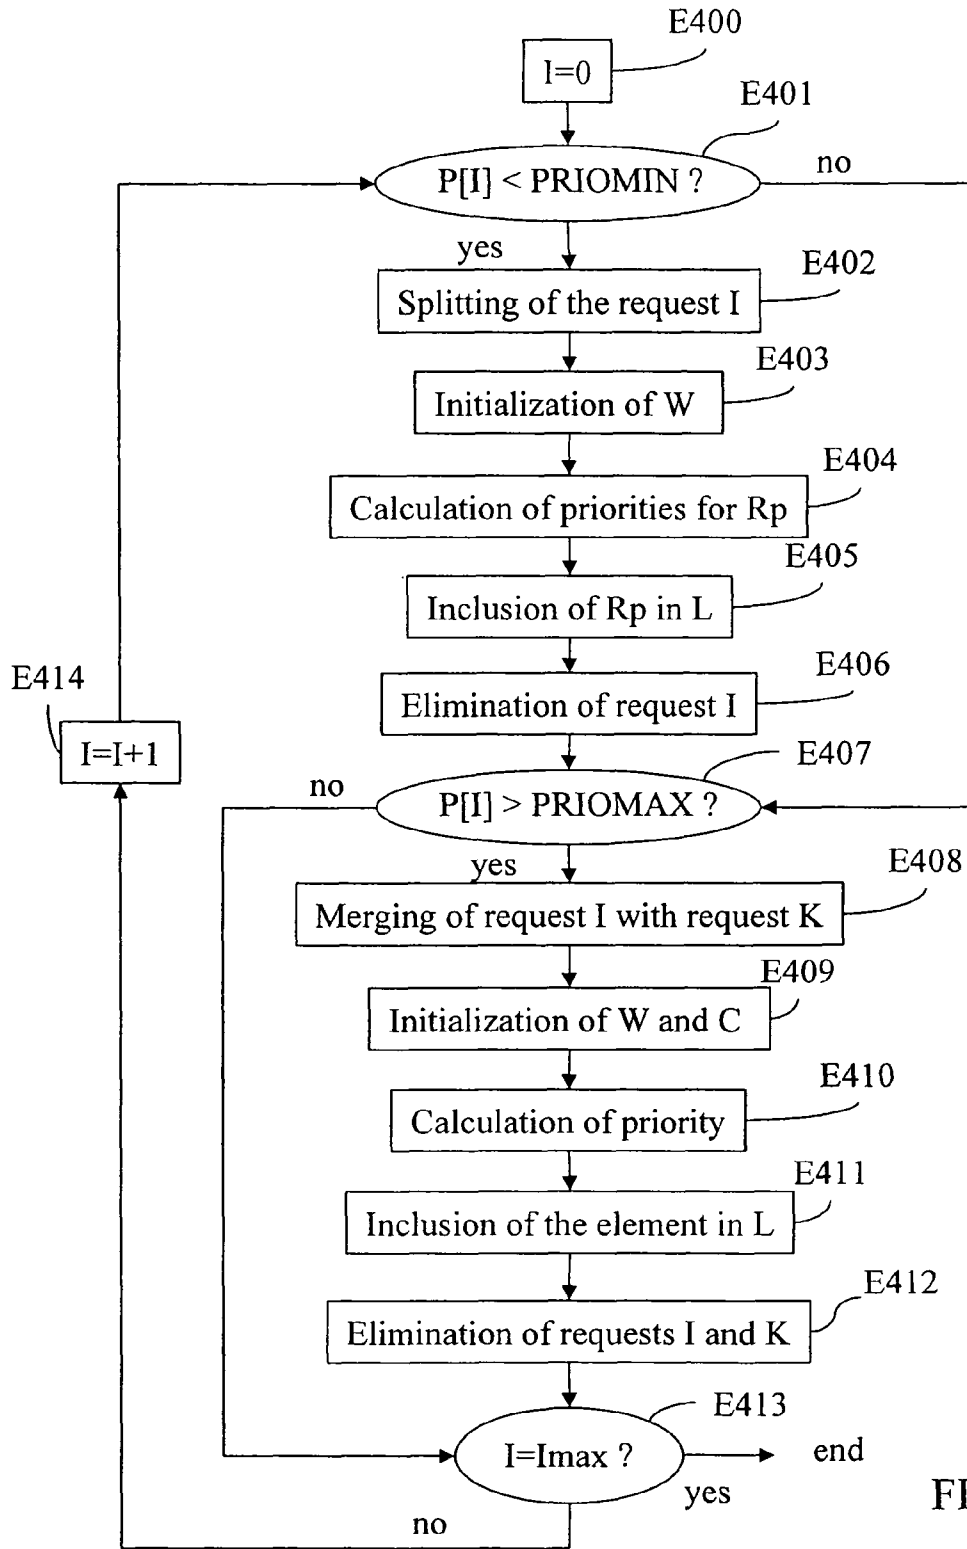 E400
I=0
E401
P[I] < PRIOMIN ?
no
yes
E402
Splitting of the request I
E403
Initialization of W
E404
Calculation of priorities for Rp
E405
Inclusion of Rp in L
E406
Elimination of request I
E414
I=I+1
E407
no
P[I] > PRIOMAX ?
yes
E408
Merging of request I with request K
E409
Initialization of W and C
E410
Calculation of priority
E411
Inclusion of the element in L
E412
Elimination of requests I and K
E413
I=Imax ?
end
yes
no